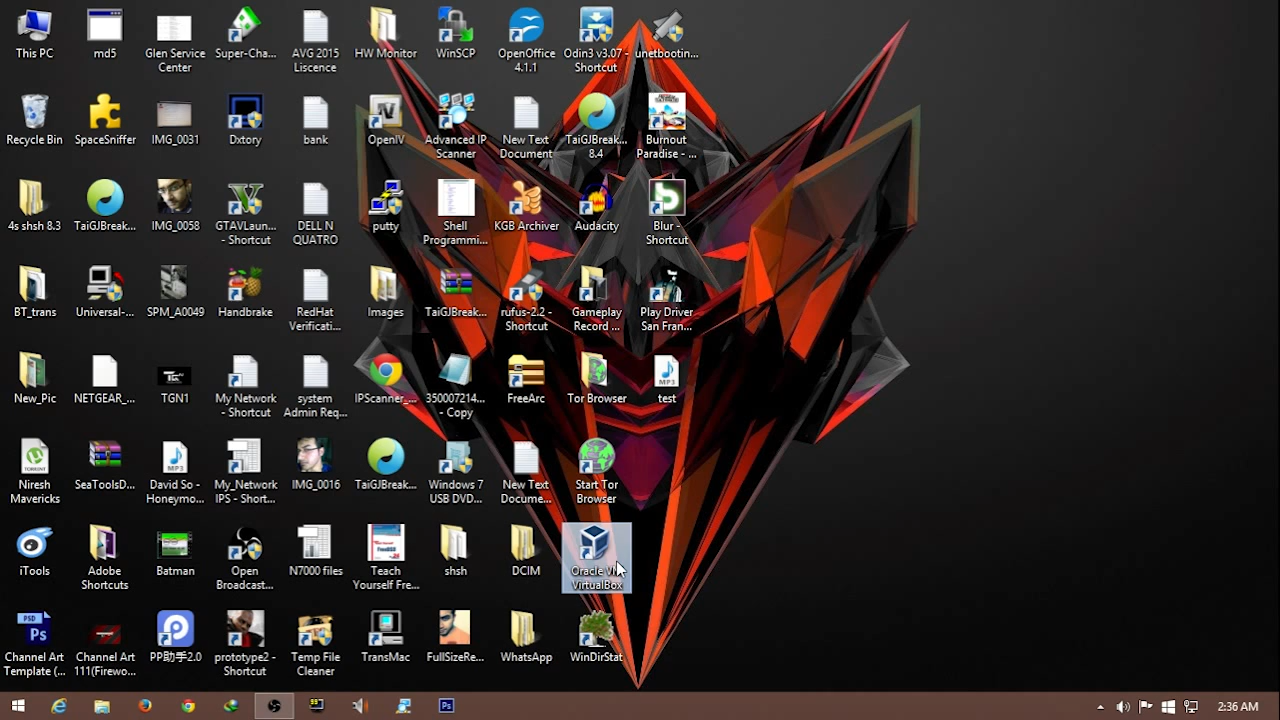 This PC
md5
Glen Service
Center
Super-Cha...
AVG 2015
Liscence
HW Monitor
WinSCP
OpenOffice
4.1.1
Odin3 v3.07 -
Shortcut
unetbootin...
Recycle Bin
SpaceSniffer
IMG_0031
Dxtory
bank
OpenIV
Advanced IP
Scanner
New Text
Document
TaiGJBreak...
8.4
Burnout
Paradise - ...
4s shsh 8.3
TaiGJBreak...
IMG_0058
GTAVLaun...
- Shortcut
DELL N
QUATRO
putty
Shell
Programmi...
KGB Archiver
Audacity
Blur -
Shortcut
BT_trans
Universal-...
SPM_A0049
Handbrake
RedHat
Verificati...
Images
TaiGJBreak...
rufus-2.2 -
Shortcut
Gameplay
Record ...
Play Driver
San Fran...
New_Pic
NETGEAR_...
TGN1
My Network
- Shortcut
system
Admin Req...
IPScanner_...
350007214...
- Copy
FreeArc
Tor Browser
MP3
test
TORRENT
Niresh
Mavericks
SeaToolsD...
MP3
David So -
Honeymo...
My_Network
IPS - Short...
IMG_0016
TaiGJBreak...
Windows 7
USB DVD...
New Text
Docume...
Start Tor
Browser
iTools
Adobe
Shortcuts
Batman
Open
Broadcast...
N7000 files
Teach
Yourself Fre...
shsh
DCIM
Oracle VM
VirtualBox
PSD
Ps
Channel Art
Template (...
Channel Art
111(Firewo...
PP助手2.0
prototype2 -
Shortcut
Temp File
Cleaner
TransMac
FullSizeRe...
WhatsApp
WinDirStat
Ps
2:36 AM